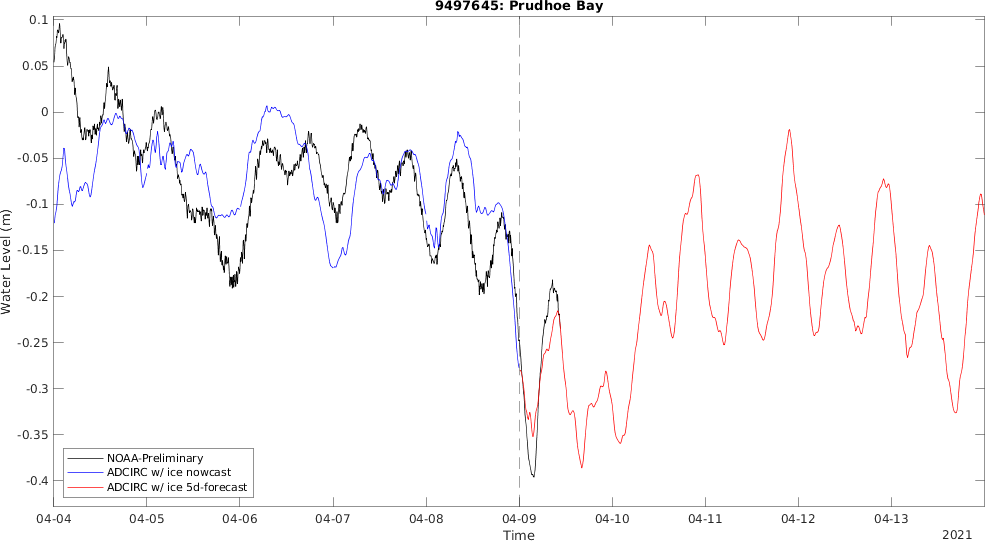 9497645: Prudhoe Bay
0.1
0.05
0
-0.05
-0.1
-0.15
-0.2
-0.25
-0.3
-0.35
-0.4
Water Level (m)
NOAA-Preliminary
ADCIRC w/ ice nowcast
ADCIRC w/ ice 5d-forecast
04-04 04-05 04-06 04-07 04-08 04-09 04-10 04-11 04-12 04-13
Time
2021